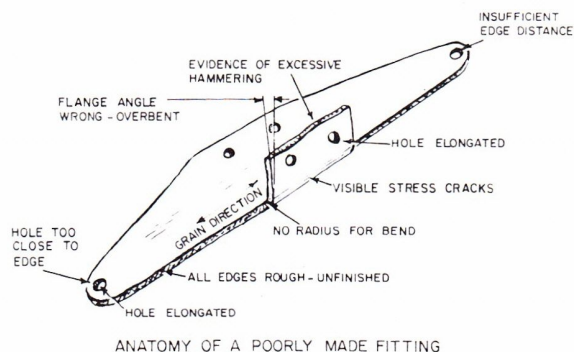 INSUFFICIENT
EDGE DISTANCE
EVIDENCE OF EXCESSIVE
HAMMERING
FLANGE ANGLE
WRONG-OVERBENT
HOLE ELONGATED
VISIBLE STRESS CRACKS
GRAIN DIRECTION
NO RADIUS FOR BEND
HOLE TOO
CLOSE TO
EDGE
ALL EDGES ROUGH-UNFINISHED
HOLE ELONGATED
ANATOMY OF A POORLY MADE FITTING